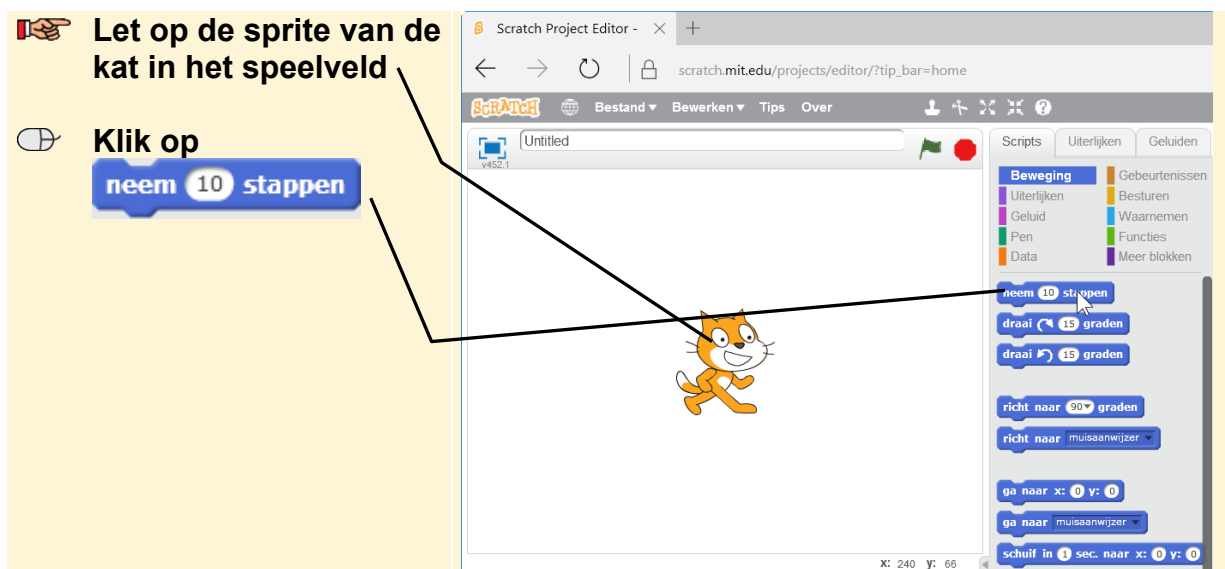 Let op de sprite van de
kat in het speelveld
Klik op
neem 10 stappen
Scratch Project Editor -
scratch.mit.edu/projects/editor/?tip_bar=home
SCRATCH Bestand Bewerken Tips Over
v452.1
Untitled
Scripts Uiterlijken Geluiden
Beweging Gebeurtenissen
Uiterlijken Besturen
Geluid Waarnemen
Pen Functies
Data Meer blokken
neem 10 stappen
draai 15 graden
draai 15 graden
richt naar 90 graden
richt naar muisaanwijzer
ga naar x: 0 y: 0
ga naar muisaanwijzer
schuif in 1 sec. naar x: 0 y: 0
X: 240 y: 66